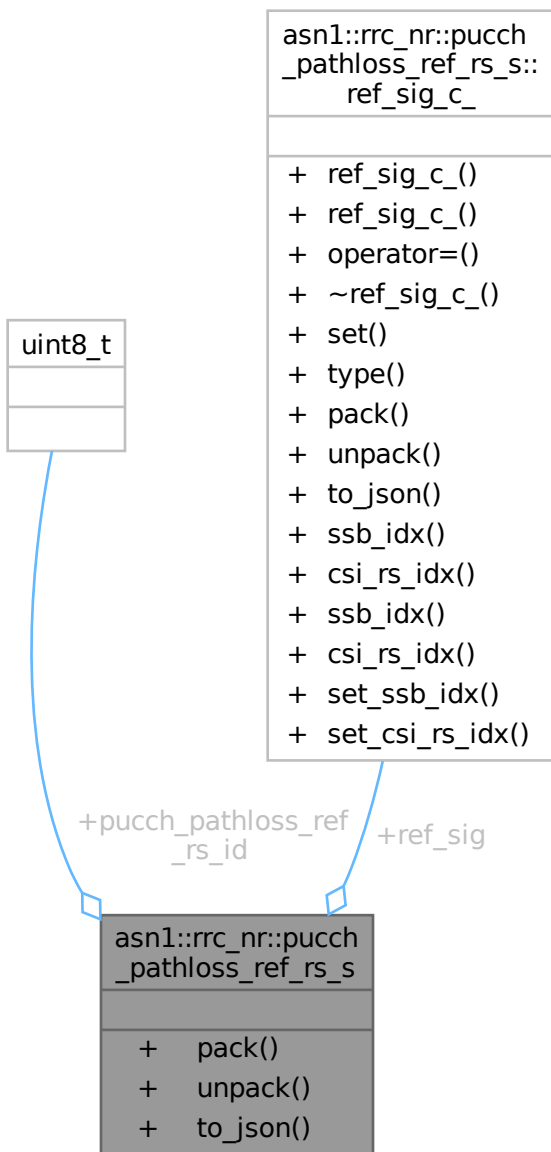 asn1::rrc_nr::pucch
_pathloss_ref_rs_s::
ref_sig_c_
+ ref_sig_c_()
+ ref_sig_c_()
+ operator=()
+ ~ref_sig_c_()
+ set()
+ type()
+ pack()
+ unpack()
+ to_json()
+ ssb_idx()
+ csi_rs_idx()
+ ssb_idx()
+ csi_rs_idx()
+ set_ssb_idx()
+ set_csi_rs_idx()
uint8_t
+pucch_pathloss_ref
_rs_id
+ref_sig
asn1::rrc_nr::pucch
_pathloss_ref_rs_s
+ pack()
+ unpack()
+ to_json()